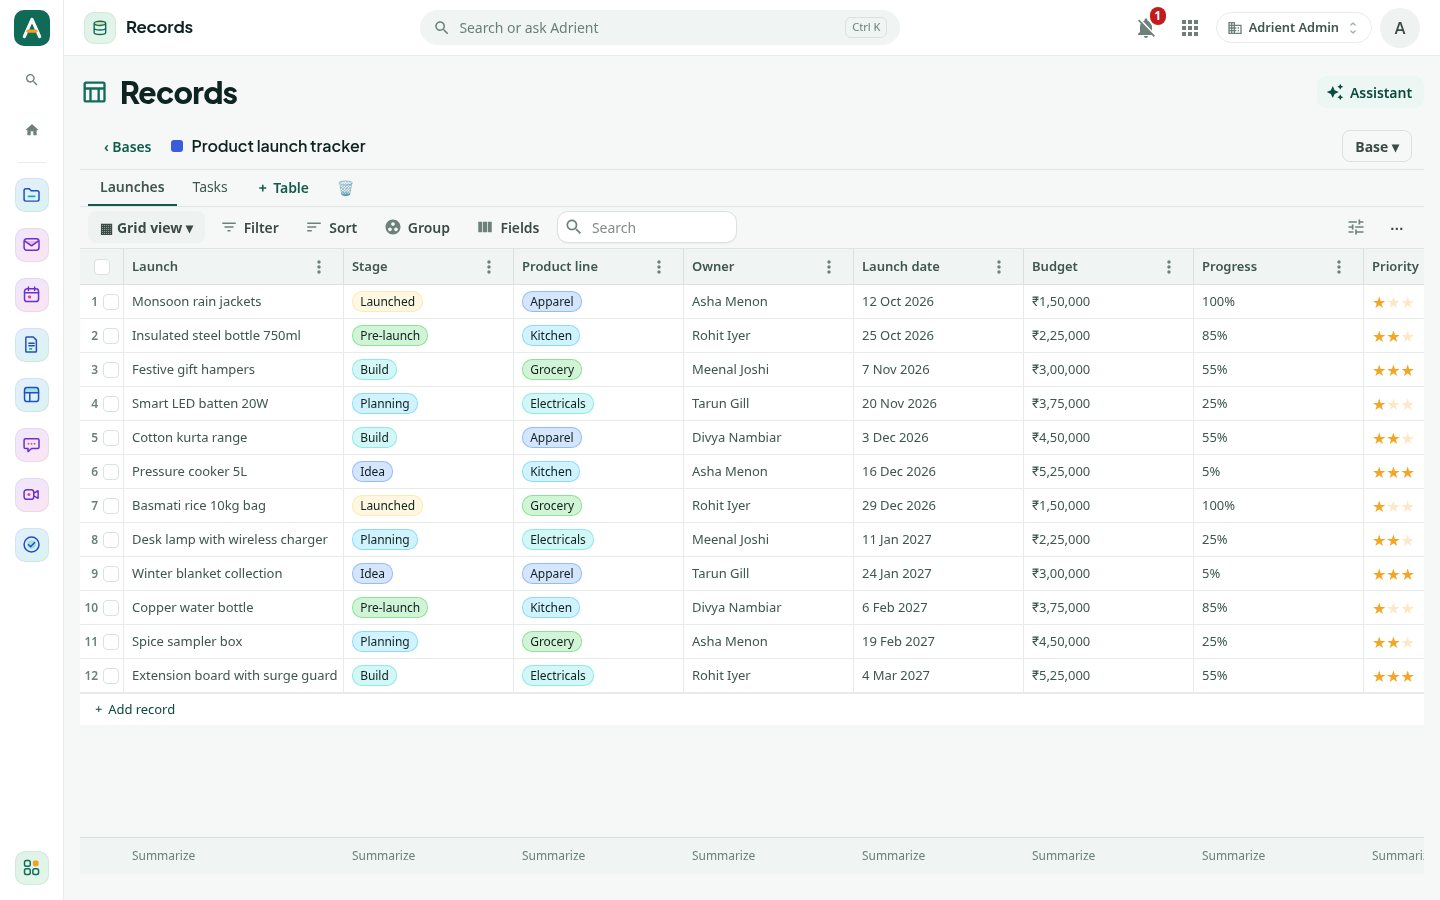 A
Records
Search or ask Adrient
Ctrl K
1
Adrient Admin
A
Records
Assistant
‹ Bases
Product launch tracker
Base ▾
Launches Tasks + Table
Grid view ▾ Filter Sort Group Fields Search ...
Launch Stage Product line Owner Launch date Budget Progress Priority
1 Monsoon rain jackets Launched Apparel Asha Menon 12 Oct 2026 ₹1,50,000 100% ★★★
2 Insulated steel bottle 750ml Pre-launch Kitchen Rohit Iyer 25 Oct 2026 ₹2,25,000 85% ★★★
3 Festive gift hampers Build Grocery Meenal Joshi 7 Nov 2026 ₹3,00,000 55% ★★★
4 Smart LED batten 20W Planning Electricals Tarun Gill 20 Nov 2026 ₹3,75,000 25% ★★★
5 Cotton kurta range Build Apparel Divya Nambiar 3 Dec 2026 ₹4,50,000 55% ★★★
6 Pressure cooker 5L Idea Kitchen Asha Menon 16 Dec 2026 ₹5,25,000 5% ★★★
7 Basmati rice 10kg bag Launched Grocery Rohit Iyer 29 Dec 2026 ₹1,50,000 100% ★★★
8 Desk lamp with wireless charger Planning Electricals Meenal Joshi 11 Jan 2027 ₹2,25,000 25% ★★★
9 Winter blanket collection Idea Apparel Tarun Gill 24 Jan 2027 ₹3,00,000 5% ★★★
10 Copper water bottle Pre-launch Kitchen Divya Nambiar 6 Feb 2027 ₹3,75,000 85% ★★★
11 Spice sampler box Planning Grocery Asha Menon 19 Feb 2027 ₹4,50,000 25% ★★★
12 Extension board with surge guard Build Electricals Rohit Iyer 4 Mar 2027 ₹5,25,000 55% ★★★
+ Add record
Summarize Summarize Summarize Summarize Summarize Summarize Summarize Summari